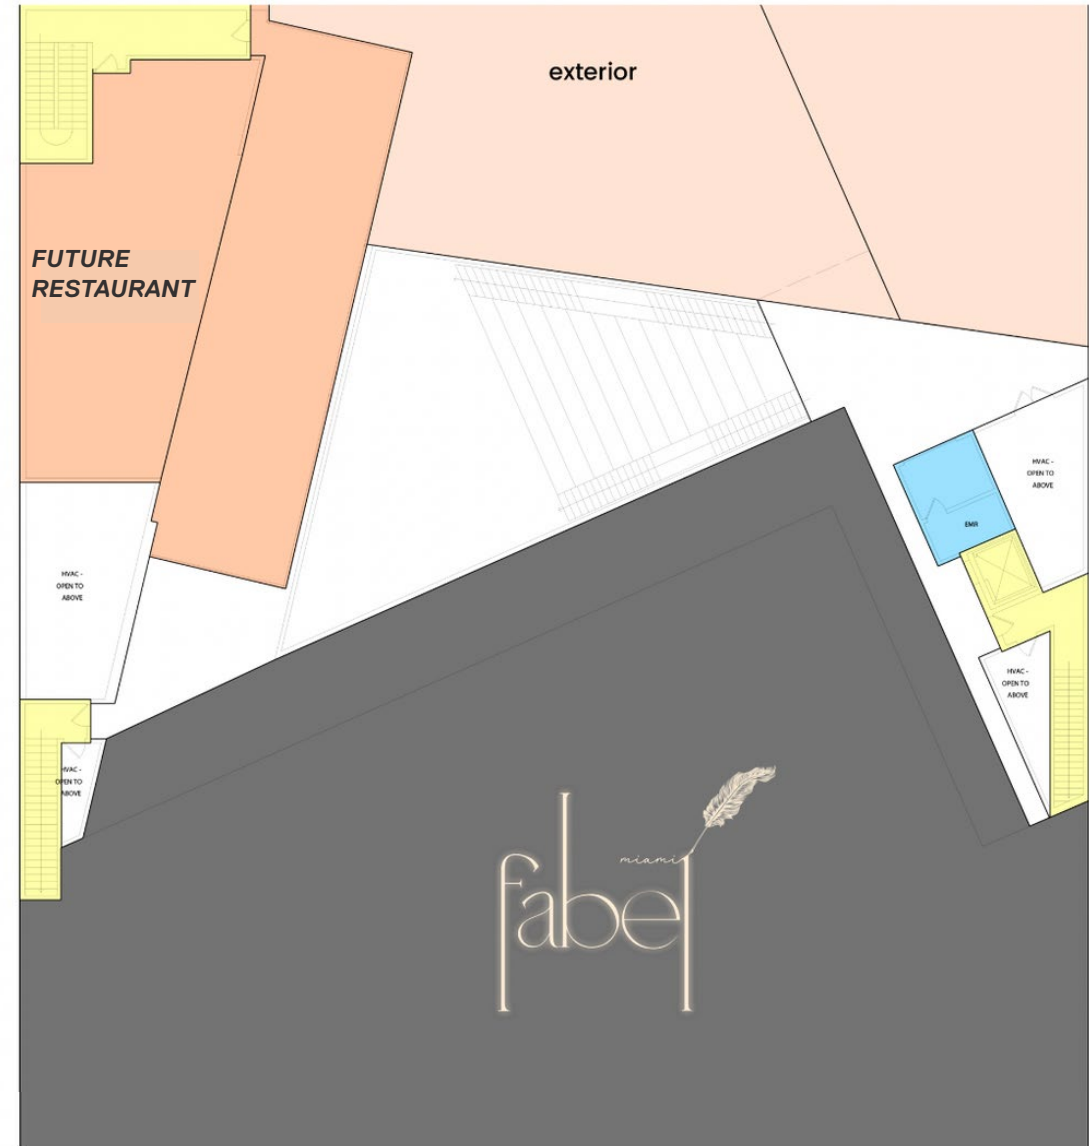 exterior
FUTURE
RESTAURANT
HVAC -
OPEN TO
ABOVE
EMR
HVAC -
OPEN TO
ABOVE
HVAC -
OPEN TO
ABOVE
HVAC -
OPEN TO
ABOVE
miami
fabel